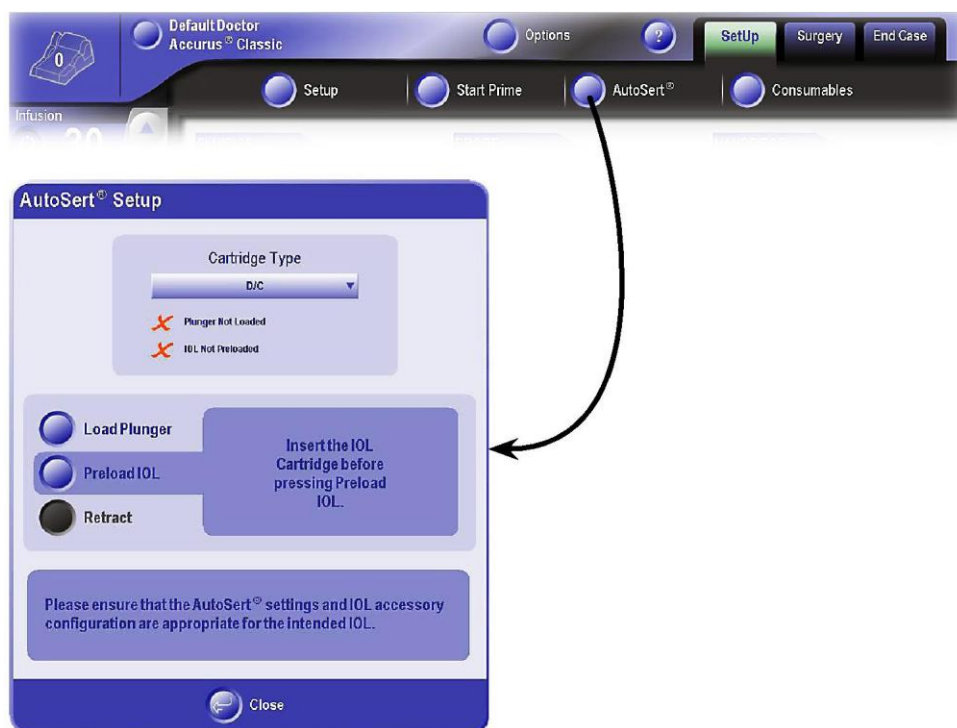 0
Default Doctor
Accurus® Classic
Options
?
SetUp
Surgery
End Case
Setup
Start Prime
AutoSert®
Consumables
Infusion
AutoSert® Setup
Cartridge Type
D/C
Plunger Not Loaded
IOL Not Preloaded
Load Plunger
Preload IOL
Retract
Insert the IOL
Cartridge before
pressing Preload
IOL.
Please ensure that the AutoSert® settings and IOL accessory
configuration are appropriate for the intended IOL.
Close